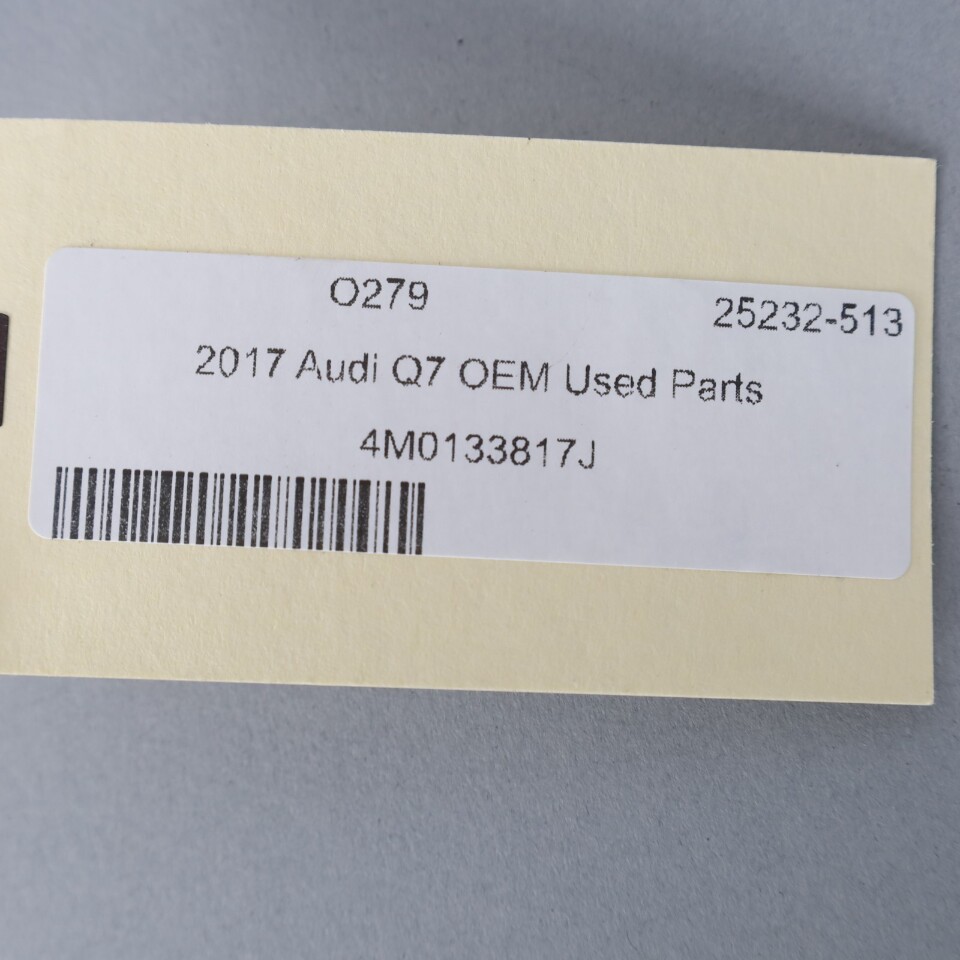 O279
25232-513
2017 Audi Q7 OEM Used Parts
4M0133817J